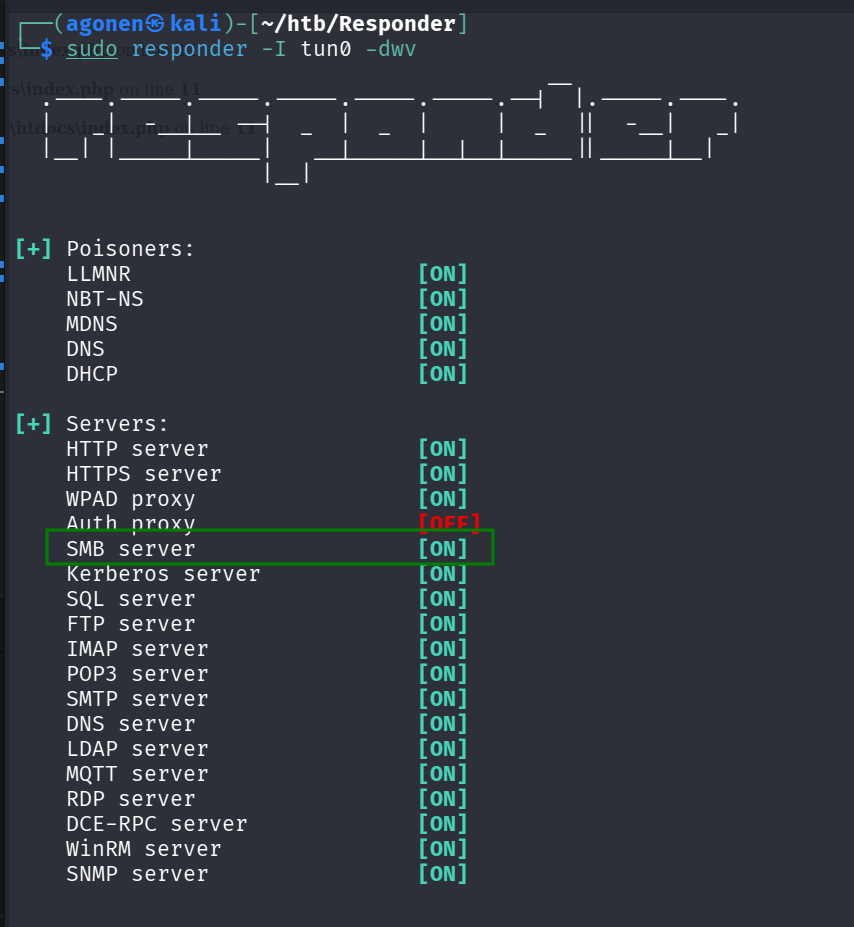 ┌──(agonen㉿kali)-[~/htb/Responder]
└─$ sudo responder -I tun0 -dwv
s\index.php on line 11
\htdocs\index.php on line 11
[+] Poisoners:
LLMNR [ON]
NBT-NS [ON]
MDNS [ON]
DNS [ON]
DHCP [ON]
[+] Servers:
HTTP server [ON]
HTTPS server [ON]
WPAD proxy [ON]
Auth proxy [OFF]
SMB server [ON]
Kerberos server [ON]
SQL server [ON]
FTP server [ON]
IMAP server [ON]
POP3 server [ON]
SMTP server [ON]
DNS server [ON]
LDAP server [ON]
MQTT server [ON]
RDP server [ON]
DCE-RPC server [ON]
WinRM server [ON]
SNMP server [ON]